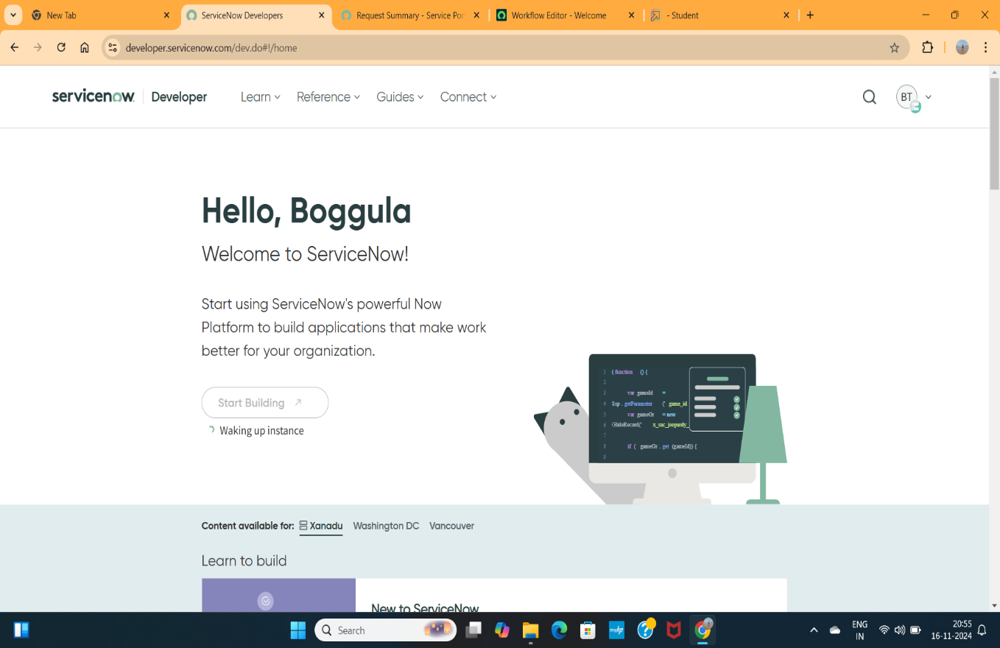 New Tab
ServiceNow Developers
Request Summary - Service Por
Workflow Editor - Welcome
- Student
developer.servicenow.com/dev.do#!/home
servicenow Developer Learn Reference Guides Connect BT
Hello, Boggula
Welcome to ServiceNow!
Start using ServiceNow's powerful Now
Platform to build applications that make work
better for your organization.
Start Building
Waking up instance
1 ( function () {
2
3 var gameId =
4 $sp . getParameter (' game_id
5 var gameGr = new
6 GlideRecord(' x_snc_jeopardy_
7
8 if ( gameGr . get (gameId)) {
9
Content available for: Xanadu Washington DC Vancouver
Learn to build
New to ServiceNow
Search
myhp
ENG
IN
20:55
16-11-2024